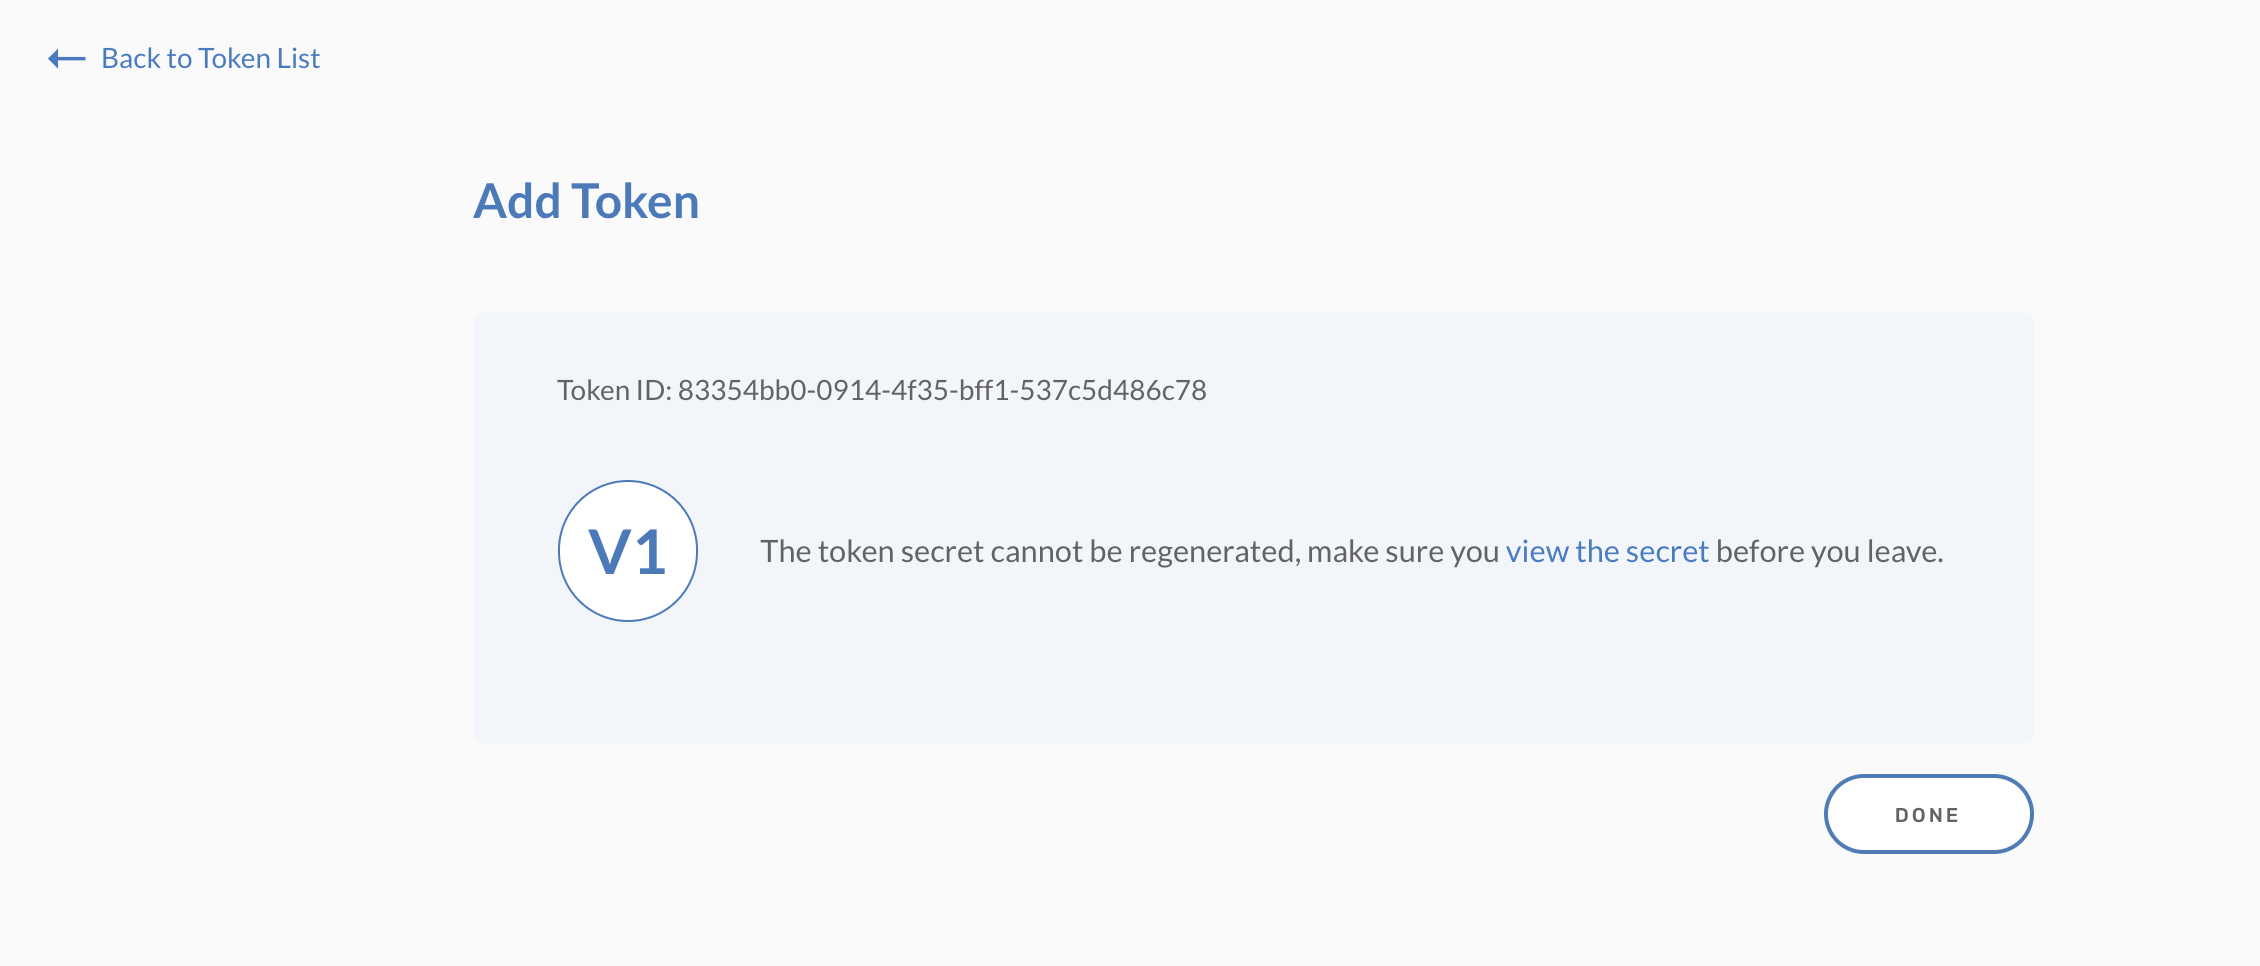 Back to Token List
Add Token
Token ID: 83354bb0-0914-4f35-bff1-537c5d486c78
V1
The token secret cannot be regenerated, make sure you view the secret before you leave.
DONE